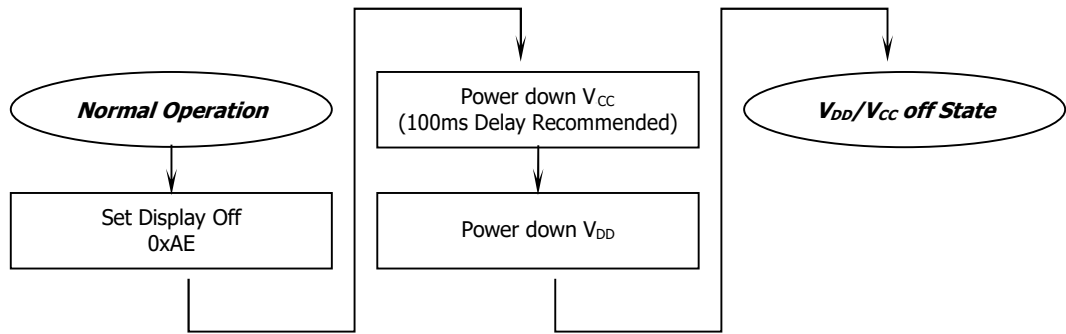 Normal Operation
Set Display Off
0xAE
Power down VCC
(100ms Delay Recommended)
Power down VDD
VDD/VCC off State